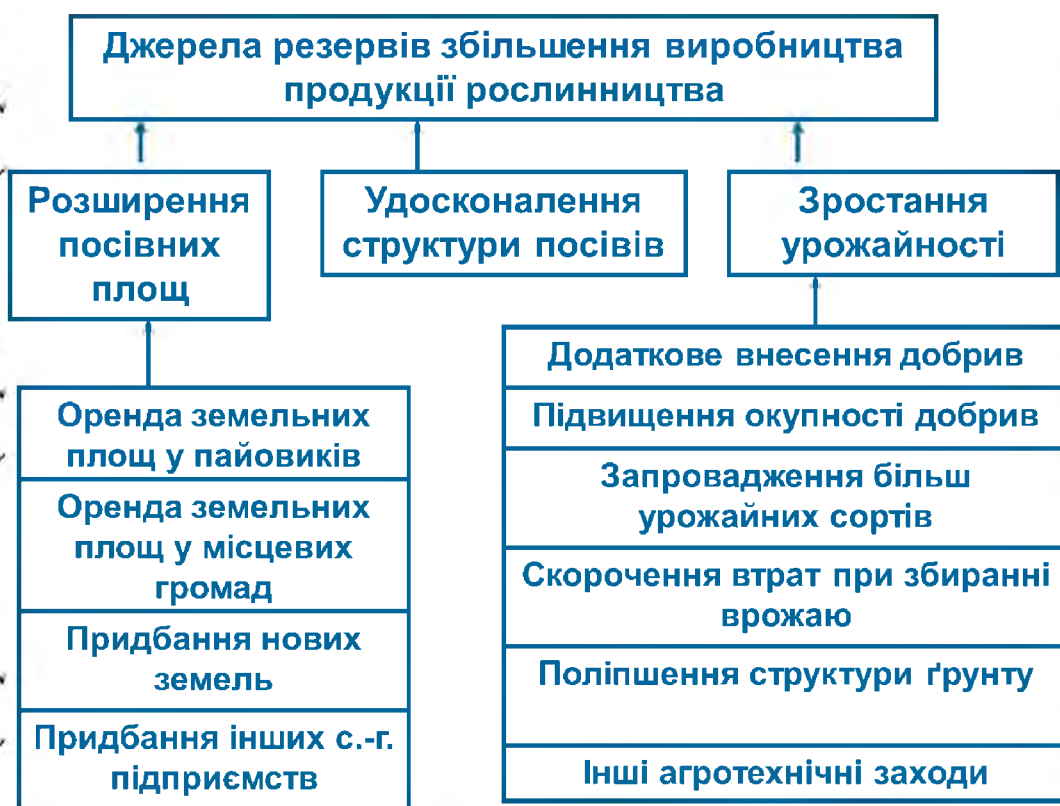 Джерела резервів збільшення виробництва
продукції рослинництва
Розширення
посівних
площ
Удосконалення
структури посівів
Зростання
урожайності
Оренда земельних
площ у пайовиків
Оренда земельних
площ у місцевих
громад
Придбання нових
земель
Придбання інших с.-г.
підприємств
Додаткове внесення добрив
Підвищення окупності добрив
Запровадження більш
урожайних сортів
Скорочення втрат при збиранні
врожаю
Поліпшення структури ґрунту
Інші агротехнічні заходи